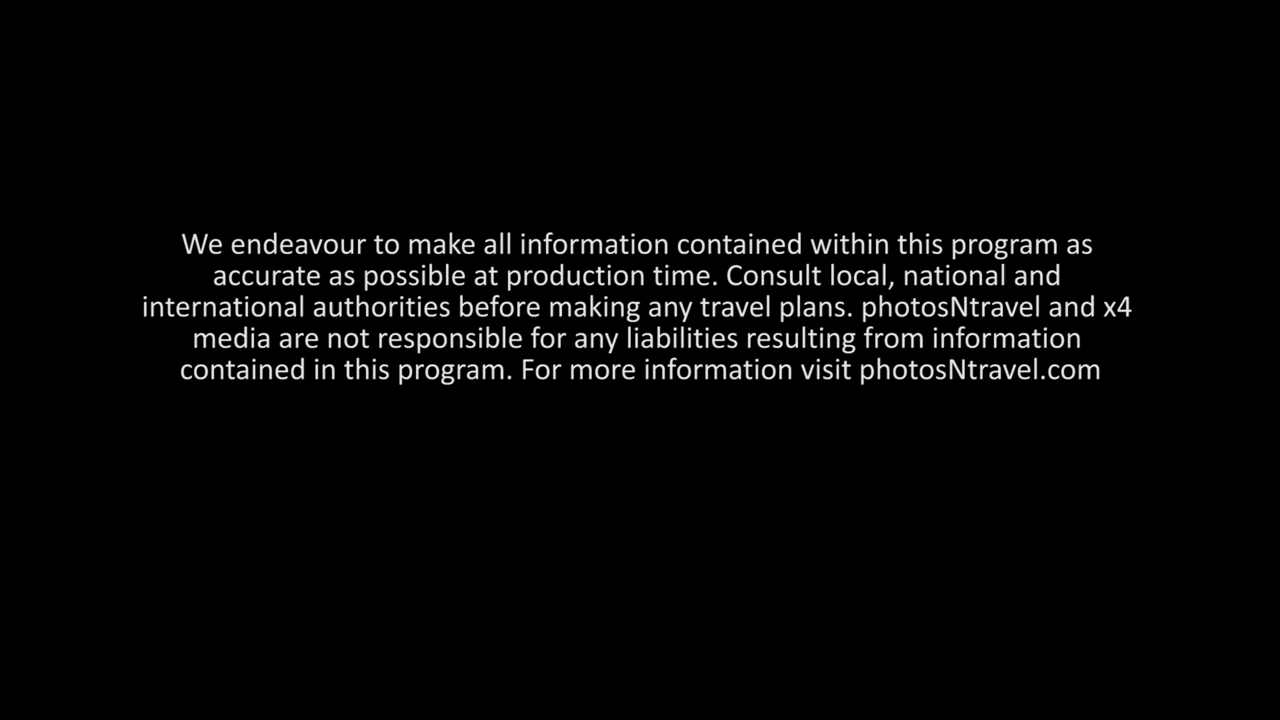 We endeavour to make all information contained within this program as
accurate as possible at production time. Consult local, national and
international authorities before making any travel plans. photosNtravel and x4
media are not responsible for any liabilities resulting from information
contained in this program. For more information visit photosNtravel.com